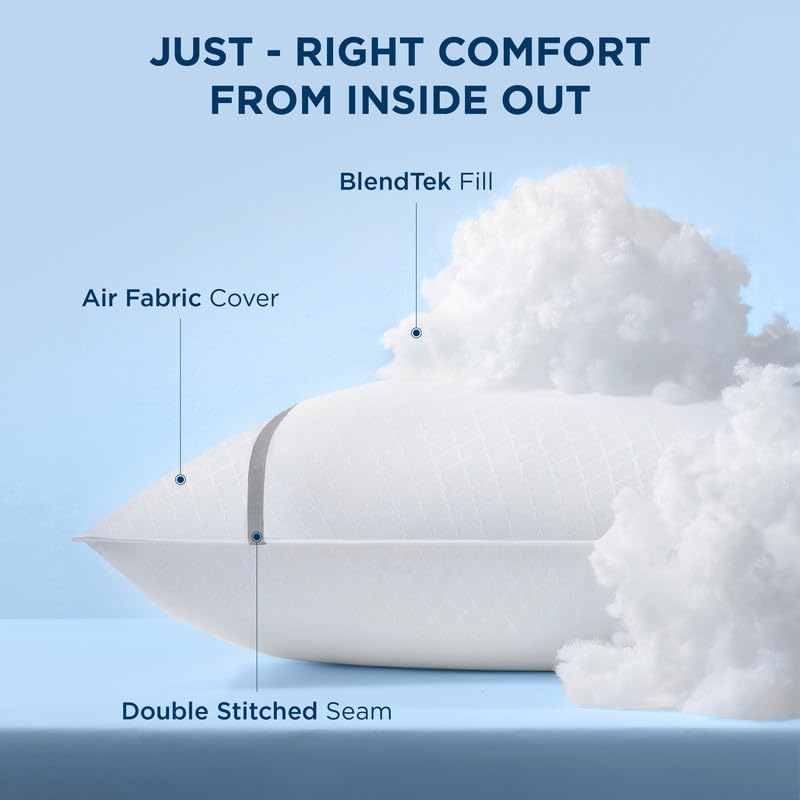 JUST - RIGHT COMFORT
FROM INSIDE OUT
BlendTek Fill
Air Fabric Cover
Double Stitched Seam